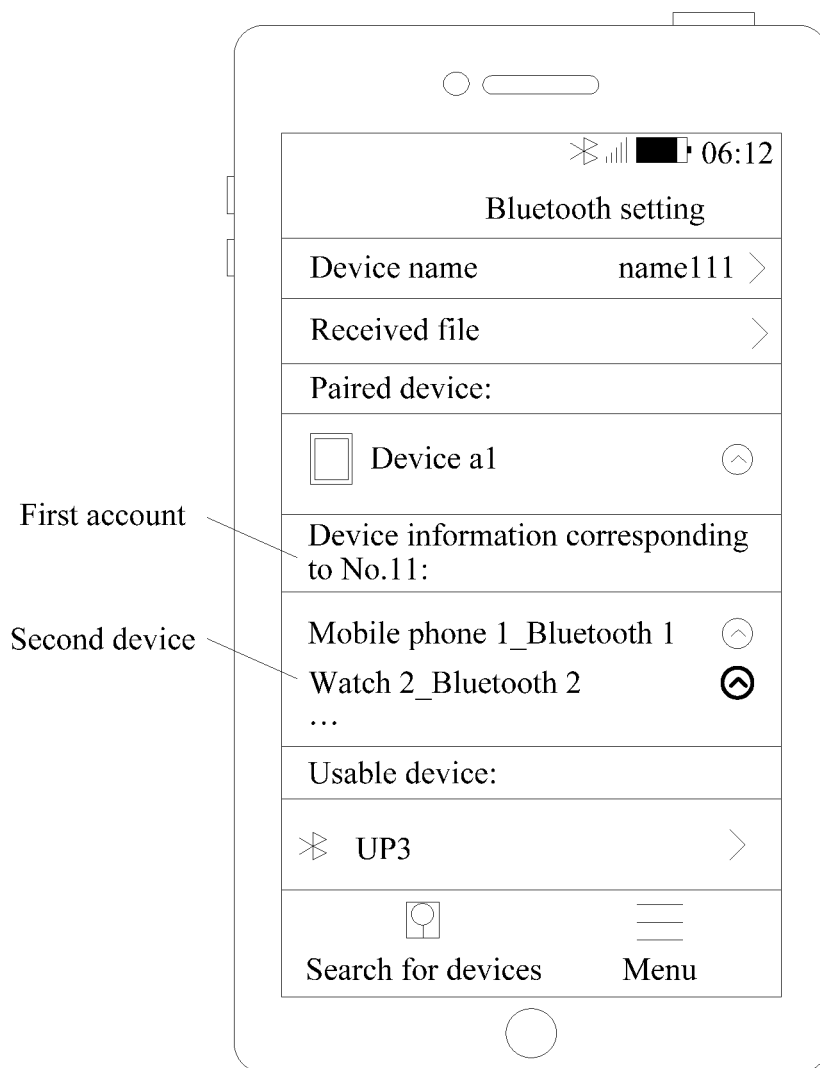 06:12
Bluetooth setting
Device name name111
Received file
Paired device:
Device a1
First account
Device information corresponding
to No.11:
Second device
Mobile phone 1_Bluetooth 1
Watch 2_Bluetooth 2
...
Usable device:
UP3
Search for devices Menu